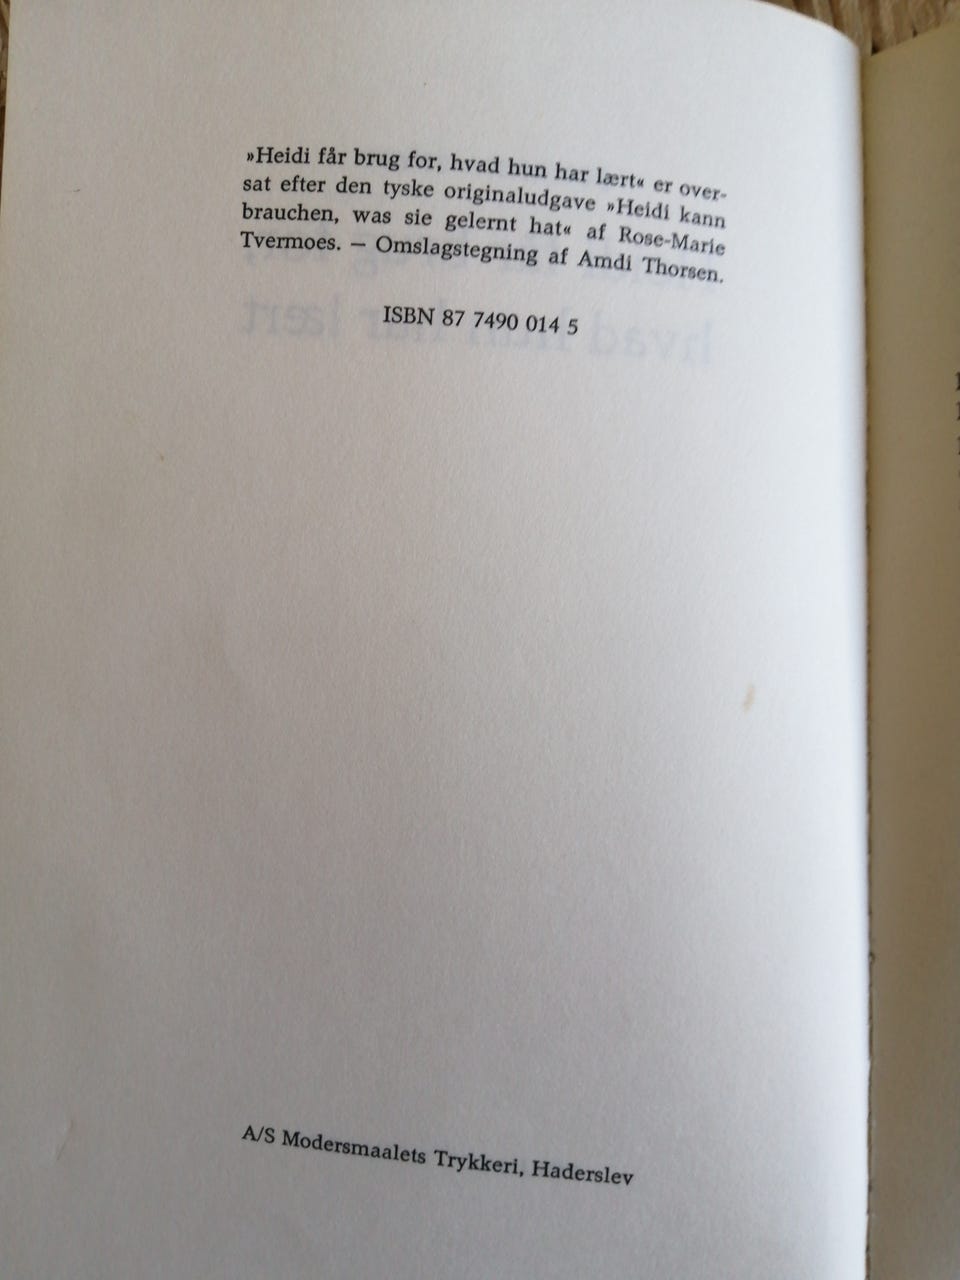 »Heidi får brug for, hvad hun har lært« er over-
sat efter den tyske originaludgave »Heidi kann
brauchen, was sie gelernt hat« af Rose-Marie
Tvermoes. — Omslagstegning af Amdi Thorsen.
ISBN 87 7490 014 5
A/S Modersmaalets Trykkeri, Haderslev